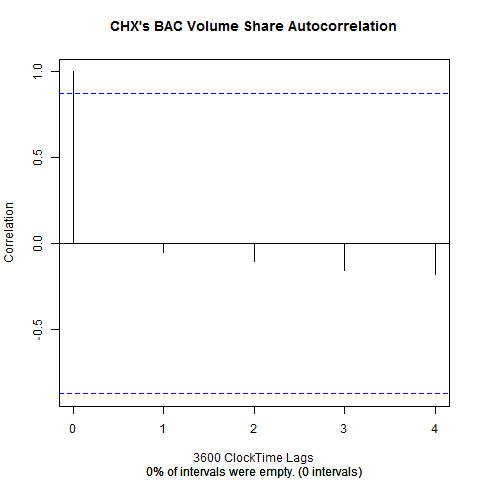 CHX's BAC Volume Share Autocorrelation
Correlation
1.0
0.5
0.0
-0.5
0 1 2 3 4
3600 ClockTime Lags
0% of intervals were empty. (0 intervals)